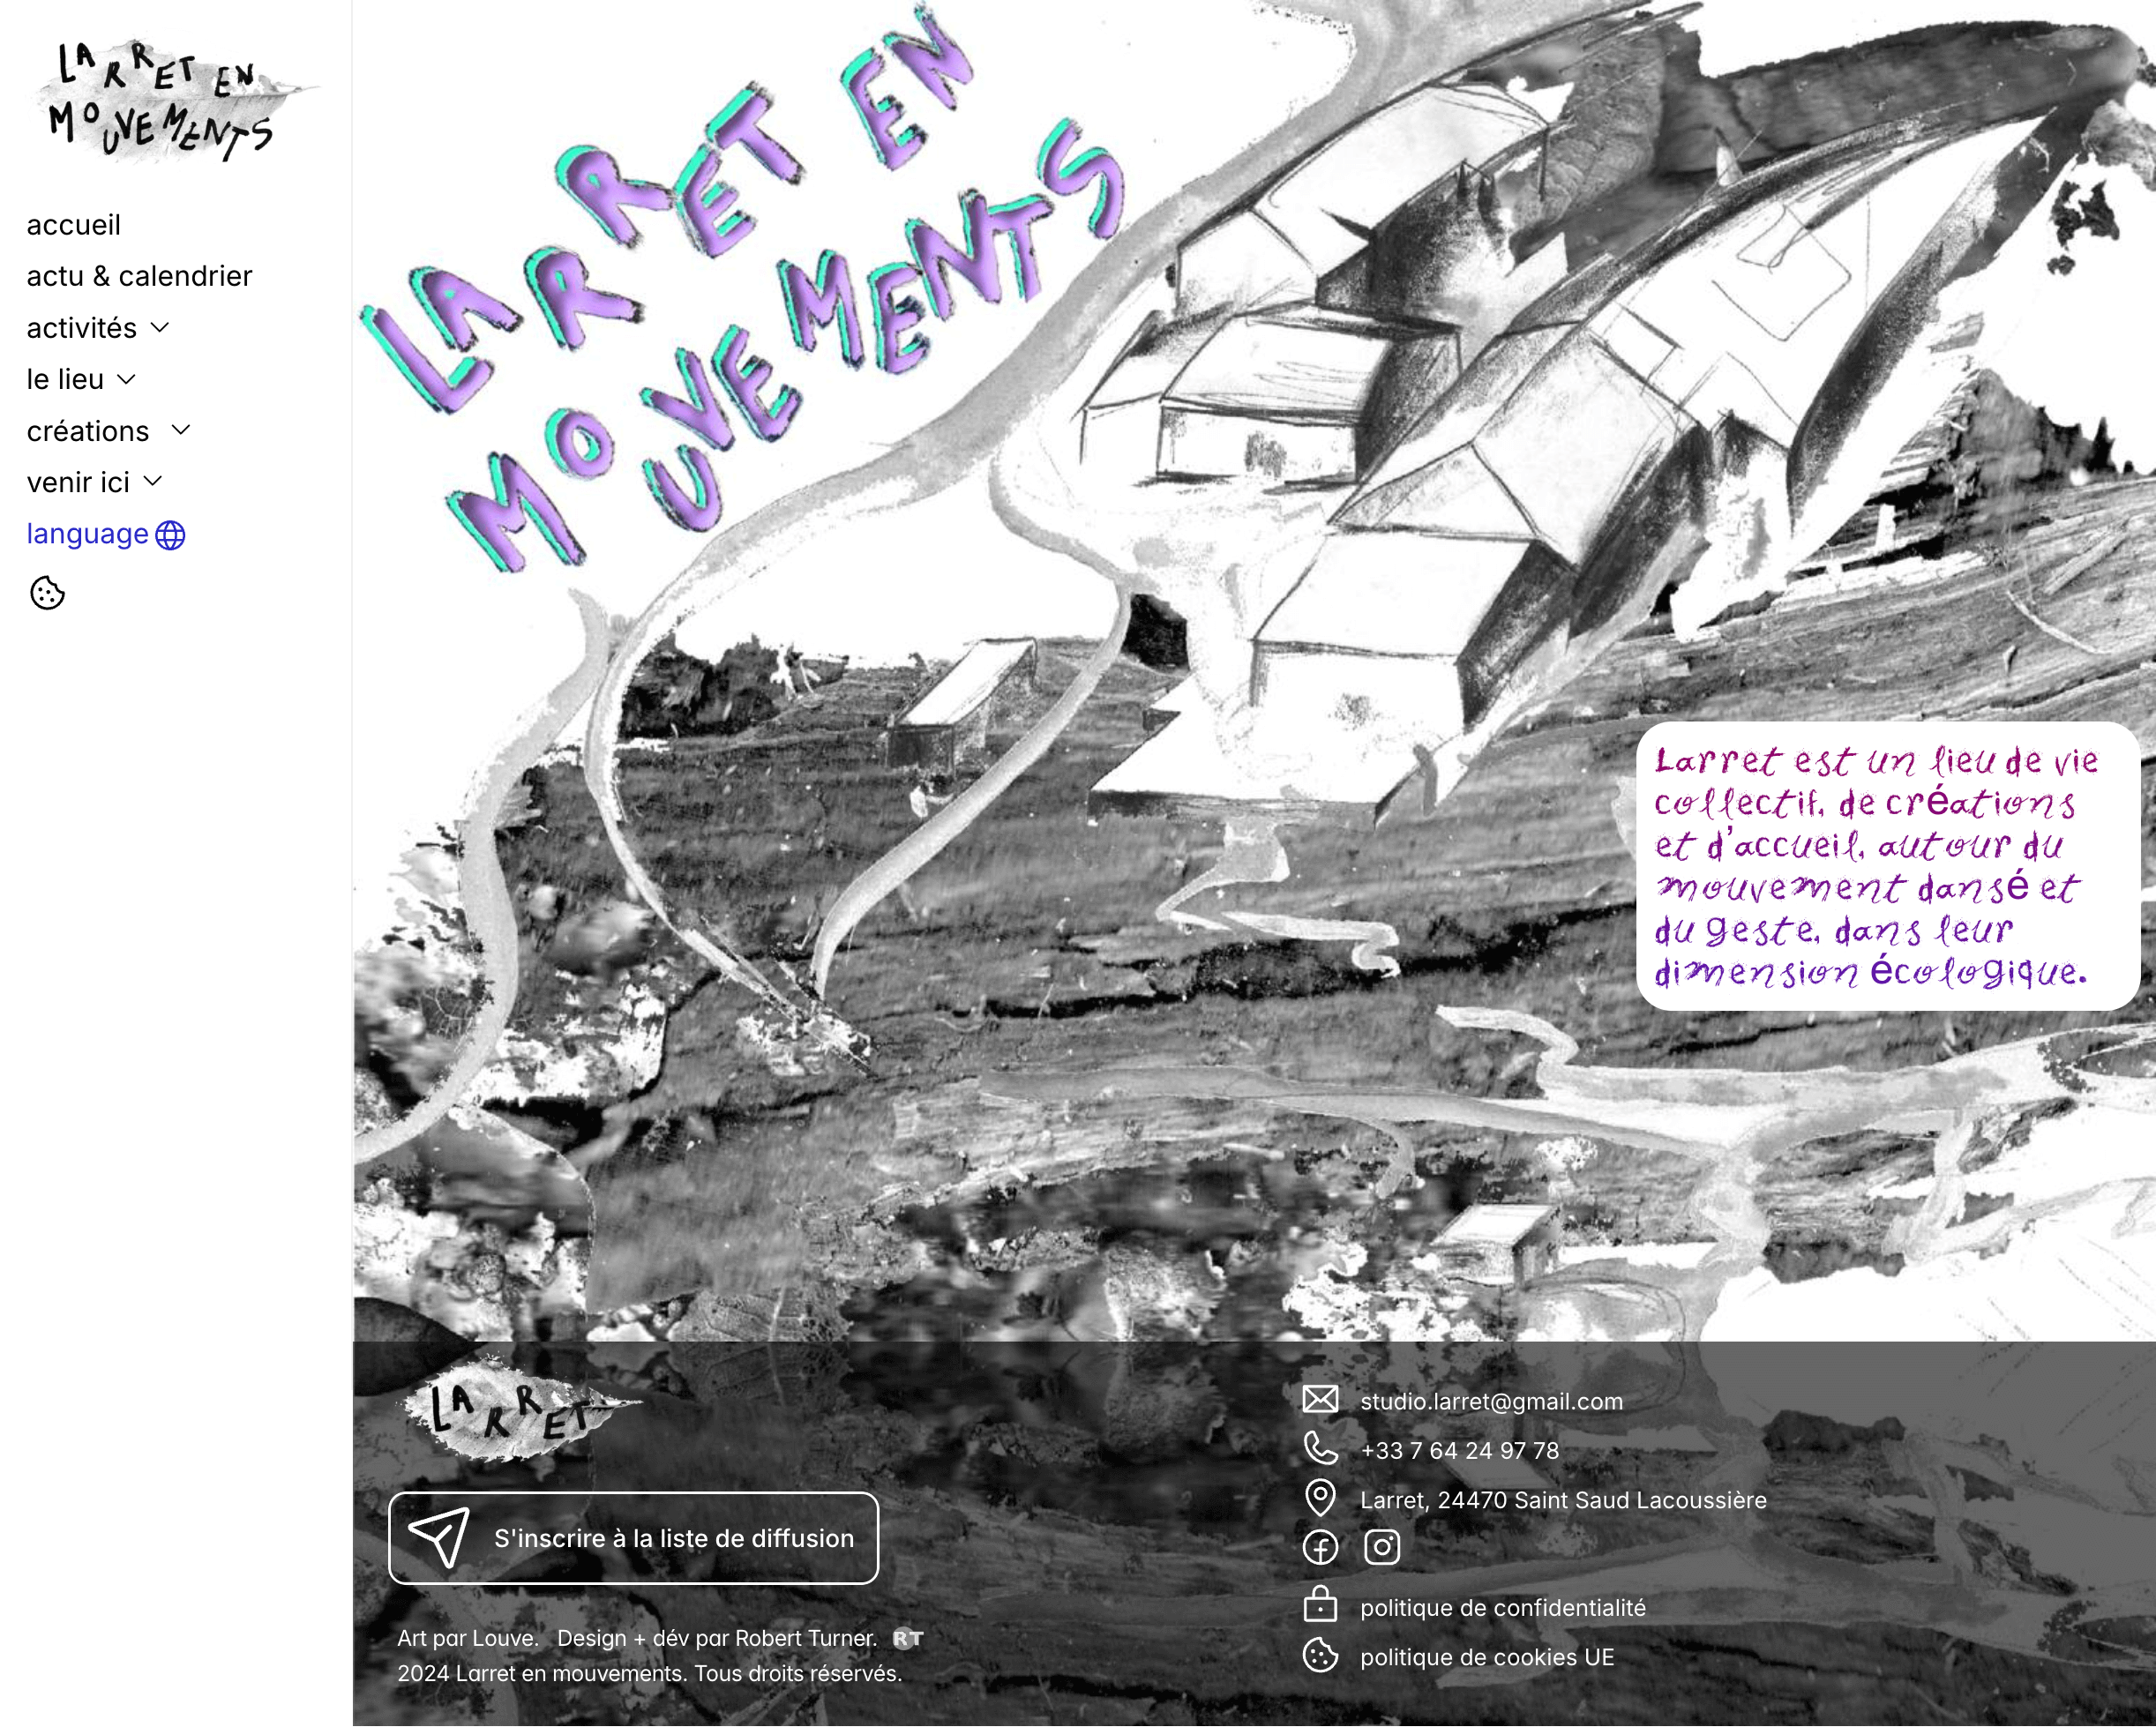 LARRET EN
MOUVEMENTS
accueil
actu & calendrier
activités
le lieu
créations
venir ici
language
LARRET EN
MOUVEMENTS
Larret est un lieu de vie
collectif, de créations
et d'accueil, autour du
mouvement dansé et
du geste, dans leur
dimension écologique.
LARRET
S'inscrire à la liste de diffusion
Art par Louve. Design + dév par Robert Turner. RT
2024 Larret en mouvements. Tous droits réservés.
studio.larret@gmail.com
+33 7 64 24 97 78
Larret, 24470 Saint Saud Lacoussière
politique de confidentialité
politique de cookies UE